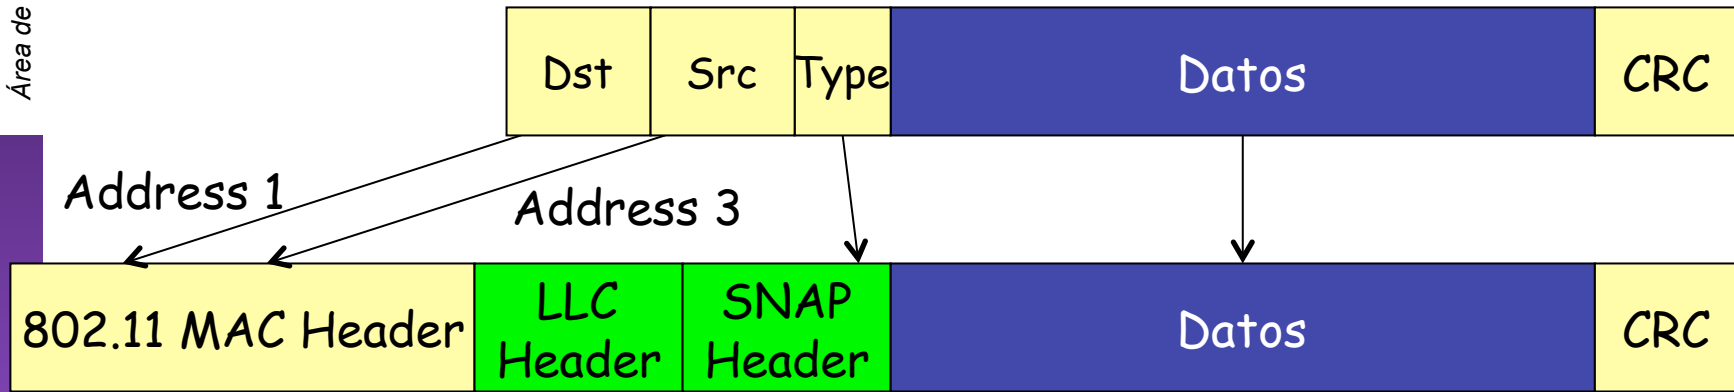 Área de
Dst Src Type Datos CRC
Address 1
Address 3
802.11 MAC Header LLC Header SNAP Header Datos CRC